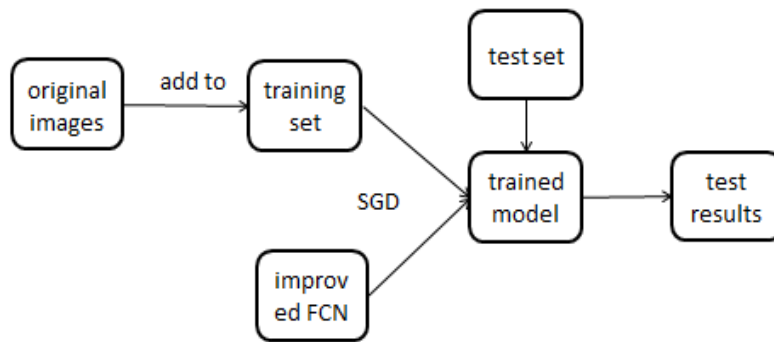 original
images
add to
training
set
test set
SGD
trained
model
test
results
improv
ed FCN